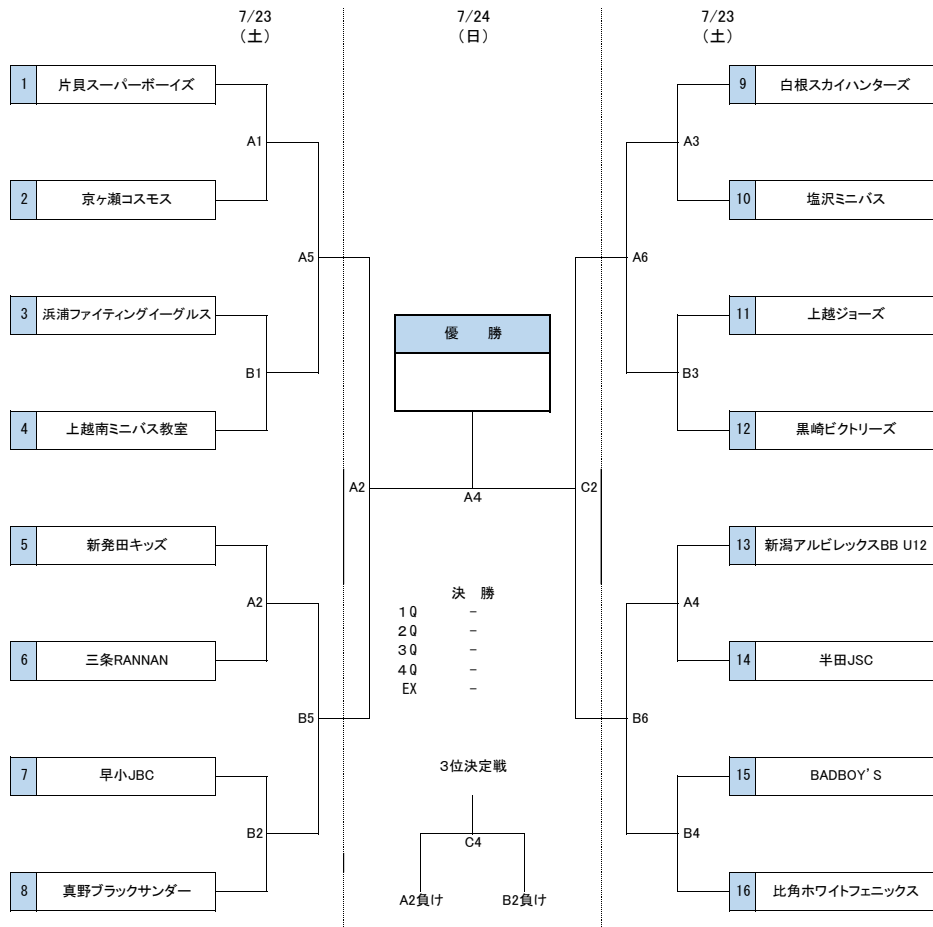 7/23
（土）
7/24
（日）
7/23
（土）
1 片貝スーパーボーイズ
9 白根スカイハンターズ
A1
A3
2 京ヶ瀬コスモス
10 塩沢ミニバス
A5
A6
3 浜浦ファイティングイーグルス
11 上越ジョーズ
優　勝
B1
B3
4 上越南ミニバス教室
12 黒崎ビクトリーズ
A2
A4
C2
5 新発田キッズ
13 新潟アルビレックスBB U12
決　勝
A2
A4
1Q －
2Q －
3Q －
4Q －
EX －
6 三条RANNAN
14 半田JSC
B5
B6
3位決定戦
7 早小JBC
15 BADBOY'S
B2
B4
C4
8 真野ブラックサンダー
16 比角ホワイトフェニックス
A2負け
B2負け